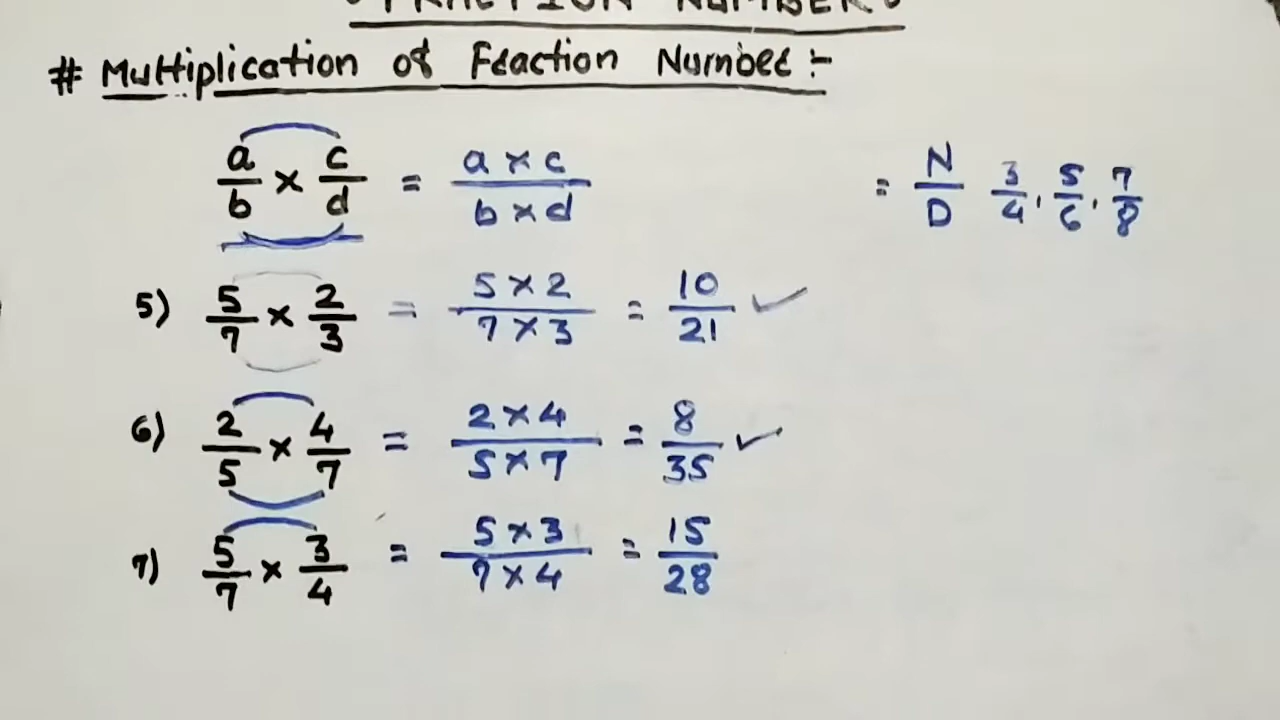 FRACTION NUMBER
# Multiplication of Fraction Number :-
a/b × c/d = a × c / b × d = N/D 3/4, 5/6, 7/8
5) 5/7 × 2/3 = 5 × 2 / 7 × 3 = 10/21 ✓
6) 2/5 × 4/7 = 2 × 4 / 5 × 7 = 8/35 ✓
7) 5/7 × 3/4 = 5 × 3 / 7 × 4 = 15/28